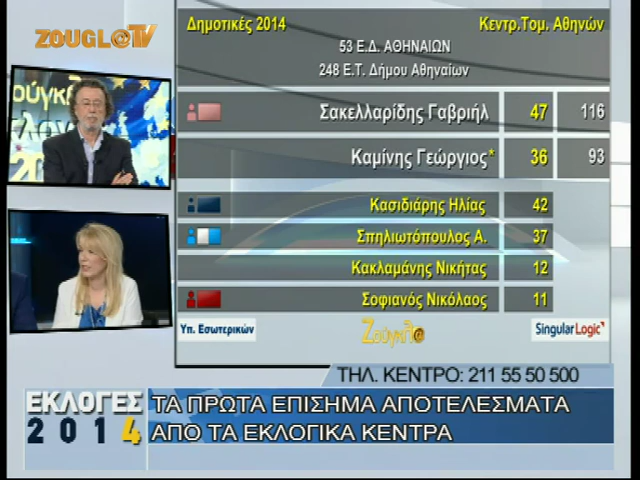 ZOUGL@TV
Δημοτικές 2014
Κεντρ.Τομ. Αθηνών
53 Ε.Δ. ΑΘΗΝΑΙΩΝ
248 Ε.Τ. Δήμου Αθηναίων
Σακελλαρίδης Γαβριήλ 47 116
Καμίνης Γεώργιος* 36 93
Κασιδιάρης Ηλίας 42
Σπηλιωτόπουλος Α. 37
Κακλαμάνης Νικήτας 12
Σοφιανός Νικόλαος 11
Υπ. Εσωτερικών
Ζούγκλ@
SingularLogic
ΤΗΛ. ΚΕΝΤΡΟ: 211 55 50 500
ΕΚΛΟΓΕΣ
2014
ΤΑ ΠΡΩΤΑ ΕΠΙΣΗΜΑ ΑΠΟΤΕΛΕΣΜΑΤΑ
ΑΠΟ ΤΑ ΕΚΛΟΓΙΚΑ ΚΕΝΤΡΑ